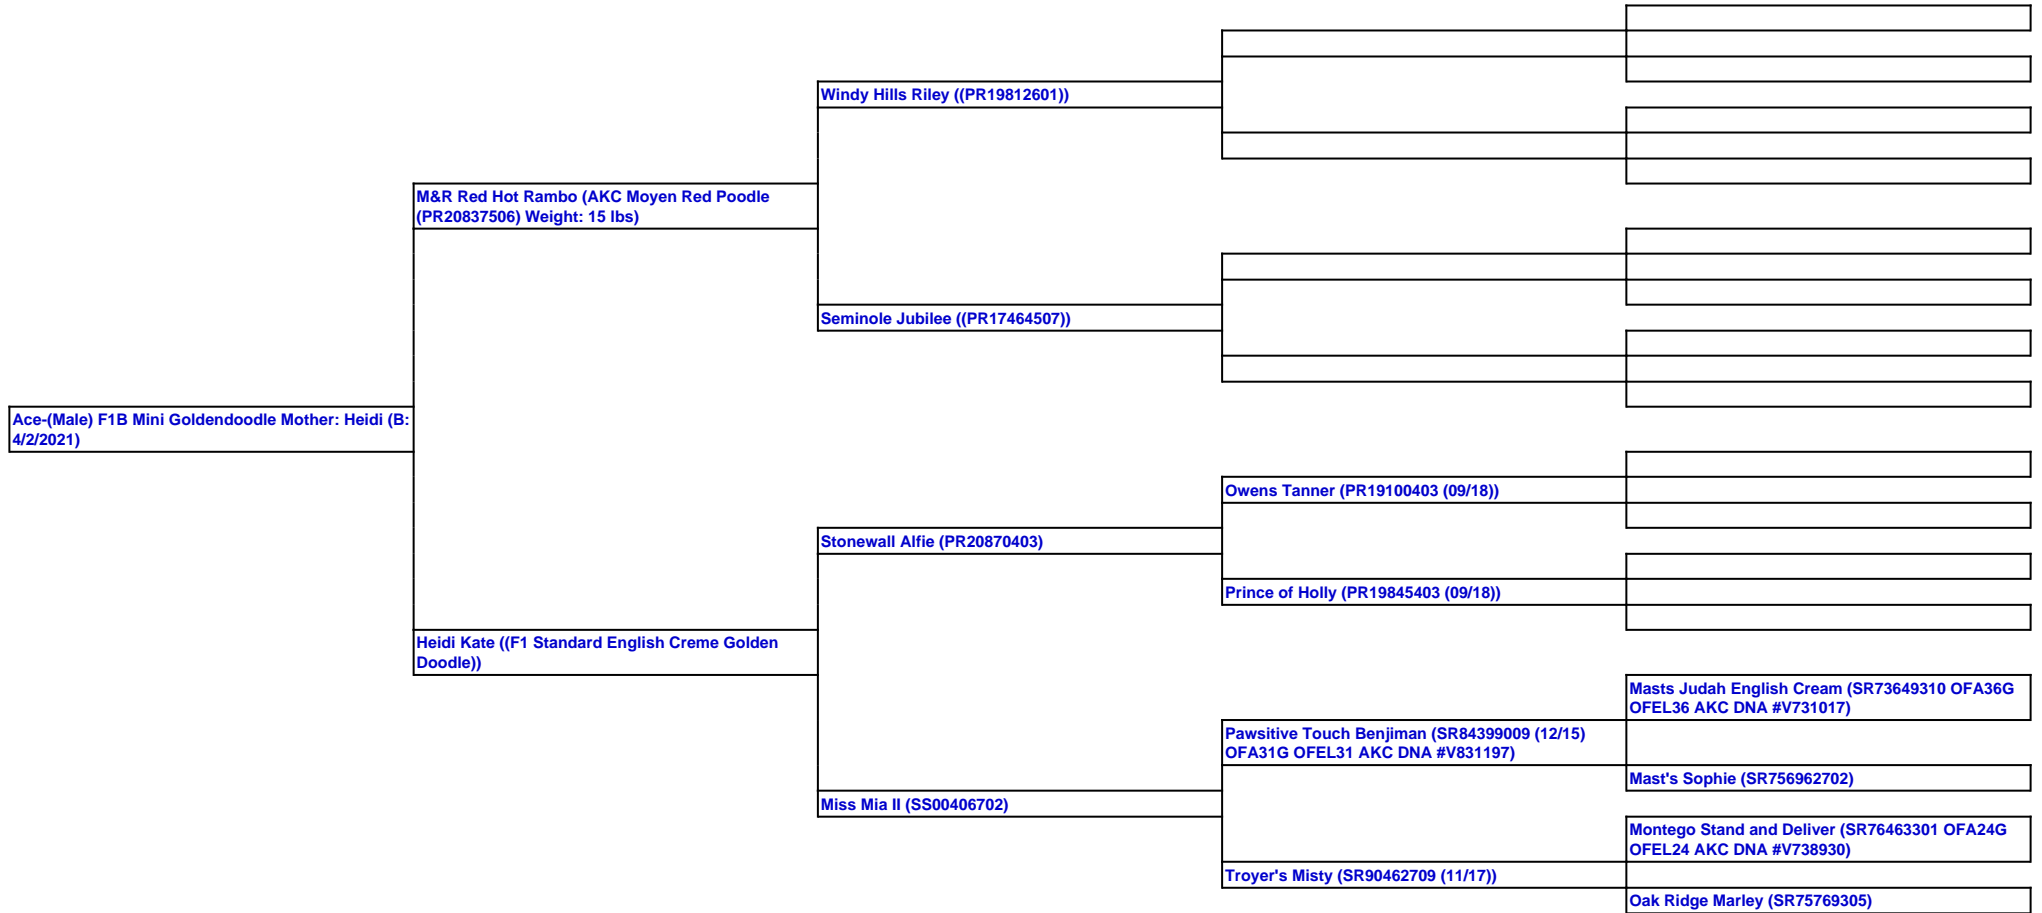 Windy Hills Riley ((PR19812601))
M&R Red Hot Rambo (AKC Moyen Red Poodle
(PR20837506) Weight: 15 lbs)
Seminole Jubilee ((PR17464507))
Ace-(Male) F1B Mini Goldendoodle Mother: Heidi (B:
4/2/2021)
Owens Tanner (PR19100403 (09/18))
Stonewall Alfie (PR20870403)
Prince of Holly (PR19845403 (09/18))
Heidi Kate ((F1 Standard English Creme Golden
Doodle))
Masts Judah English Cream (SR73649310 OFA36G
OFEL36 AKC DNA #V731017)
Pawsitive Touch Benjiman (SR84399009 (12/15)
OFA31G OFEL31 AKC DNA #V831197)
Mast's Sophie (SR756962702)
Miss Mia II (SS00406702)
Montego Stand and Deliver (SR76463301 OFA24G
OFEL24 AKC DNA #V738930)
Troyer's Misty (SR90462709 (11/17))
Oak Ridge Marley (SR75769305)